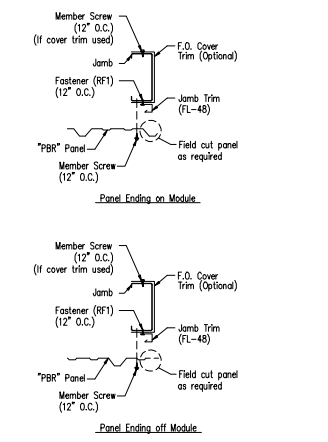 Member Screw
(12" O.C.)
(If cover trim used)
F.O. Cover
Trim (Optional)
Jamb
Fastener (RF1)
(12" O.C.)
Jamb Trim
(FL-48)
"PBR" Panel
Field cut panel
as required
Member Screw
(12" O.C.)
Panel Ending on Module
Member Screw
(12" O.C.)
(If cover trim used)
F.O. Cover
Trim (Optional)
Jamb
Fastener (RF1)
(12" O.C.)
Jamb Trim
(FL-48)
"PBR" Panel
Field cut panel
as required
Member Screw
(12" O.C.)
Panel Ending off Module